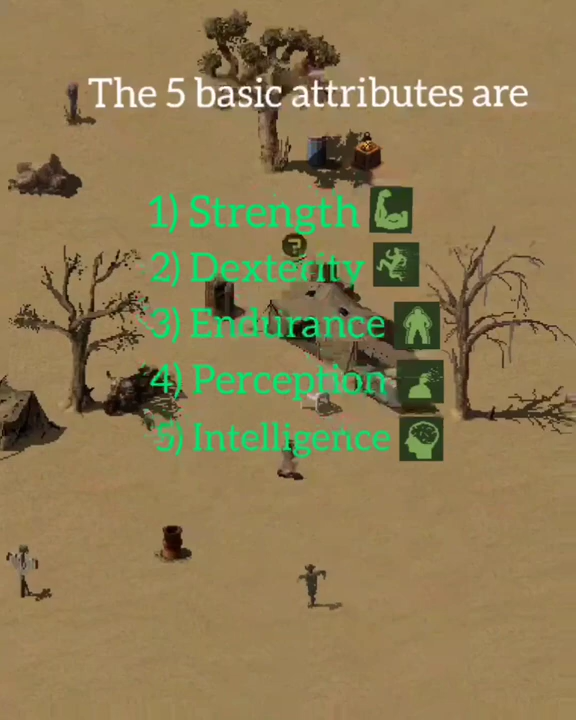 The 5 basic attributes are
1) Strength
?
2) Dexterity
3) Endurance
4) Perception
5) Intelligence